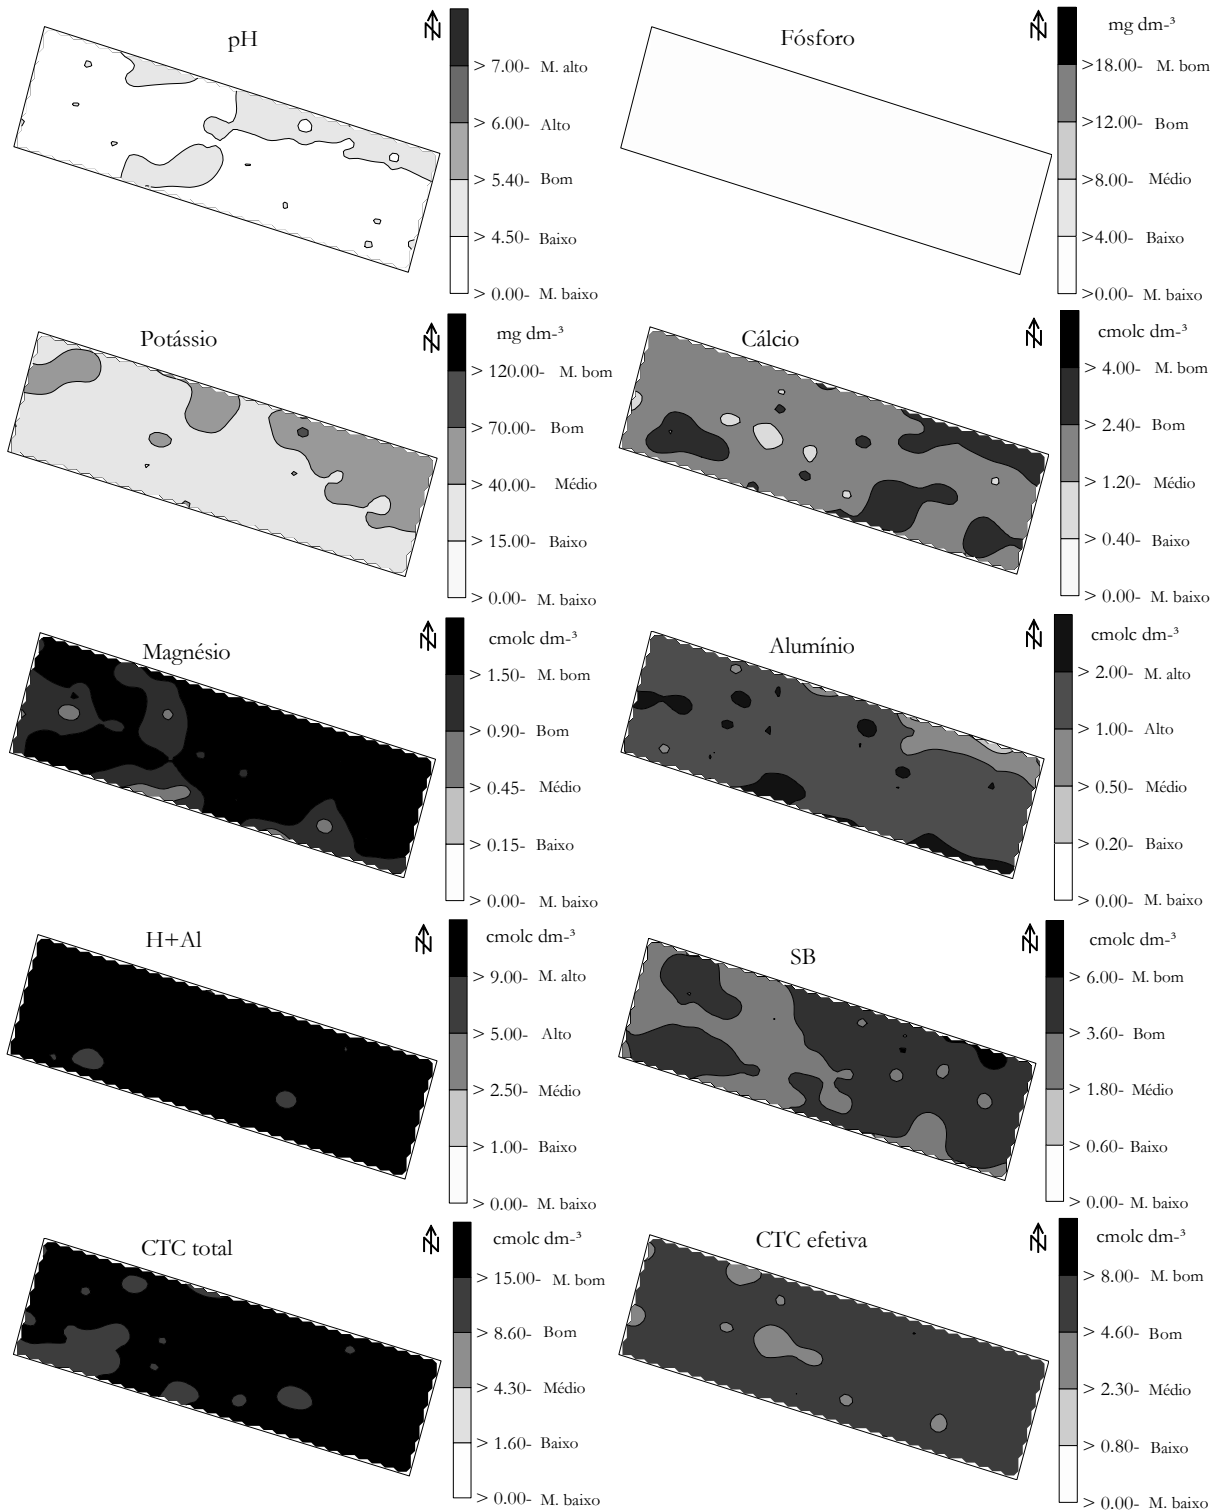 pH
N
> 7.00- M. alto
> 6.00- Alto
> 5.40- Bom
> 4.50- Baixo
> 0.00- M. baixo
Fósforo
N
mg dm-³
>18.00- M. bom
>12.00- Bom
>8.00- Médio
>4.00- Baixo
>0.00- M. baixo
Potássio
N
mg dm-³
> 120.00- M. bom
> 70.00- Bom
> 40.00- Médio
> 15.00- Baixo
> 0.00- M. baixo
Cálcio
N
cmolc dm-³
> 4.00- M. bom
> 2.40- Bom
> 1.20- Médio
> 0.40- Baixo
> 0.00- M. baixo
Magnésio
N
cmolc dm-³
> 1.50- M. bom
> 0.90- Bom
> 0.45- Médio
> 0.15- Baixo
> 0.00- M. baixo
Alumínio
N
cmolc dm-³
> 2.00- M. alto
> 1.00- Alto
> 0.50- Médio
> 0.20- Baixo
> 0.00- M. baixo
H+Al
N
cmolc dm-³
> 9.00- M. alto
> 5.00- Alto
> 2.50- Médio
> 1.00- Baixo
> 0.00- M. baixo
SB
N
cmolc dm-³
> 6.00- M. bom
> 3.60- Bom
> 1.80- Médio
> 0.60- Baixo
> 0.00- M. baixo
CTC total
N
cmolc dm-³
> 15.00- M. bom
> 8.60- Bom
> 4.30- Médio
> 1.60- Baixo
> 0.00- M. baixo
CTC efetiva
N
cmolc dm-³
> 8.00- M. bom
> 4.60- Bom
> 2.30- Médio
> 0.80- Baixo
> 0.00- M. baixo